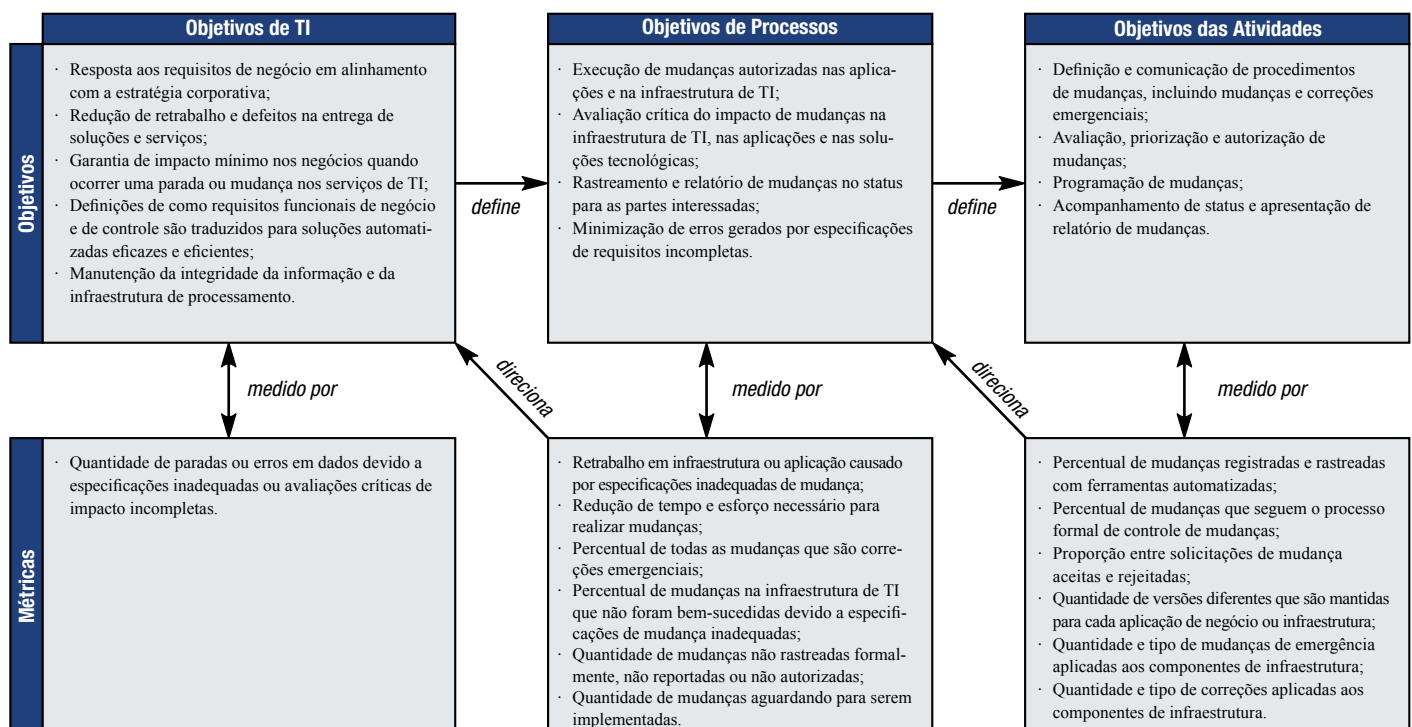 Objetivos de TI
Objetivos
· Resposta aos requisitos de negócio em alinhamento
com a estratégia corporativa;
· Redução de retrabalho e defeitos na entrega de
soluções e serviços;
· Garantia de impacto mínimo nos negócios quando
ocorrer uma parada ou mudança nos serviços de TI;
· Definições de como requisitos funcionais de negócio
e de controle são traduzidos para soluções automati-
zadas eficazes e eficientes;
· Manutenção da integridade da informação e da
infraestrutura de processamento.
define
Objetivos de Processos
· Execução de mudanças autorizadas nas aplica-
ções e na infraestrutura de TI;
· Avaliação crítica do impacto de mudanças na
infraestrutura de TI, nas aplicações e nas solu-
ções tecnológicas;
· Rastreamento e relatório de mudanças no status
para as partes interessadas;
· Minimização de erros gerados por especificações
de requisitos incompletas.
define
Objetivos das Atividades
· Definição e comunicação de procedimentos
de mudanças, incluindo mudanças e correções
emergenciais;
· Avaliação, priorização e autorização de
mudanças;
· Programação de mudanças;
· Acompanhamento de status e apresentação de
relatório de mudanças.
medido por
direciona
medido por
direciona
medido por
Métricas
· Quantidade de paradas ou erros em dados devido a
especificações inadequadas ou avaliações críticas de
impacto incompletas.
· Retrabalho em infraestrutura ou aplicação causado
por especificações inadequadas de mudança;
· Redução de tempo e esforço necessário para
realizar mudanças;
· Percentual de todas as mudanças que são corre-
ções emergenciais;
· Percentual de mudanças na infraestrutura de TI
que não foram bem-sucedidas devido a especifi-
cações de mudança inadequadas;
· Quantidade de mudanças não rastreadas formal-
mente, não reportadas ou não autorizadas;
· Quantidade de mudanças aguardando para serem
implementadas.
· Percentual de mudanças registradas e rastreadas
com ferramentas automatizadas;
· Percentual de mudanças que seguem o processo
formal de controle de mudanças;
· Proporção entre solicitações de mudança
aceitas e rejeitadas;
· Quantidade de versões diferentes que são mantidas
para cada aplicação de negócio ou infraestrutura;
· Quantidade e tipo de mudanças de emergência
aplicadas aos componentes de infraestrutura;
· Quantidade e tipo de correções aplicadas aos
componentes de infraestrutura.